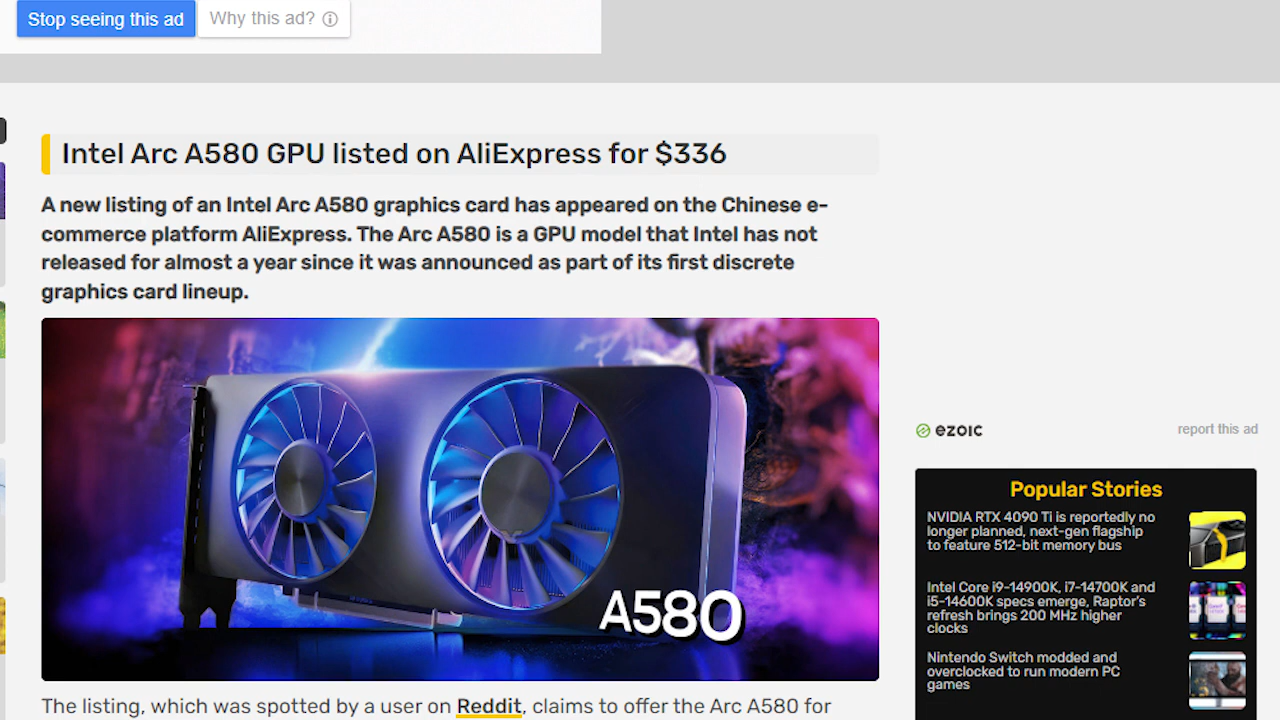 Stop seeing this ad
Why this ad?
Intel Arc A580 GPU listed on AliExpress for $336
A new listing of an Intel Arc A580 graphics card has appeared on the Chinese e-
commerce platform AliExpress. The Arc A580 is a GPU model that Intel has not
released for almost a year since it was announced as part of its first discrete
graphics card lineup.
A580
The listing, which was spotted by a user on Reddit, claims to offer the Arc A580 for
ezoic
report this ad
Popular Stories
NVIDIA RTX 4090 Ti is reportedly no
longer planned, next-gen flagship
to feature 512-bit memory bus
Intel Core i9-14900K, i7-14700K and
i5-14600K specs emerge, Raptor's
refresh brings 200 MHz higher
clocks
Nintendo Switch modded and
overclocked to run modern PC
games